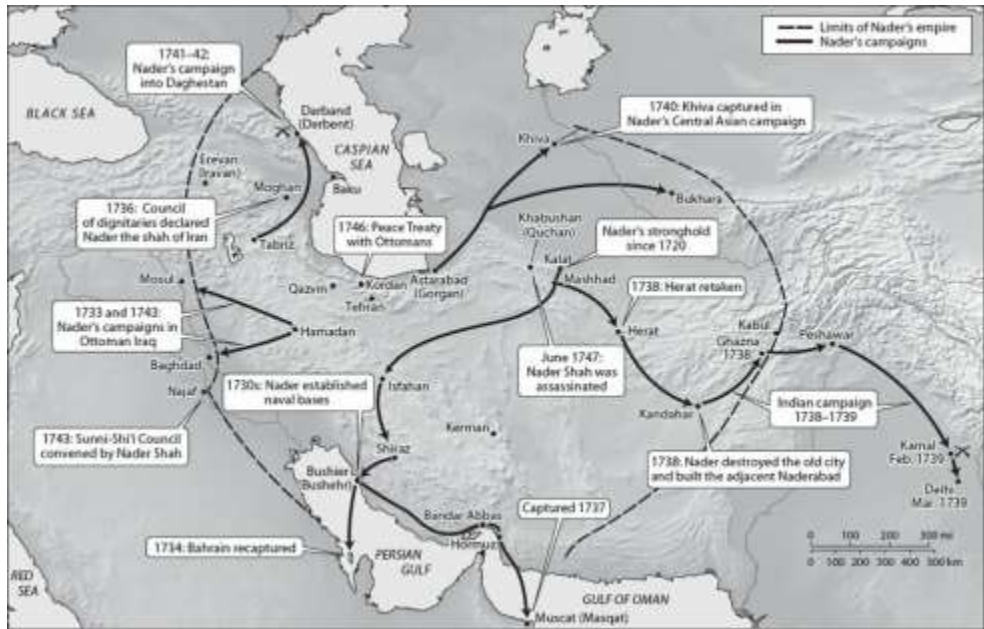 Limits of Nader's empire
Nader's campaigns
1741–42:
Nader's campaign
into Daghestan
BLACK SEA
Darband
(Derbent)
CASPIAN
SEA
1740: Khiva captured in
Nader's Central Asian campaign
Khiva
Erevan
(Iravan)
Moghan
Baku
Bukhara
1736: Council
of dignitaries declared
Nader the shah of Iran
Tabriz
1746: Peace Treaty
with Ottomans
Khabushan
(Quchan)
Nader's stronghold
since 1720
Kalat
Mashhad
Mosul
Qazvin
Kordan
Tehran
Astarabad
(Gorgan)
1738: Herat retaken
1733 and 1743:
Nader's campaigns in
Ottoman Iraq
Hamadan
Herat
Kabul
Ghazna
1738
Peshawar
Baghdad
June 1747:
Nader Shah was
assassinated
Najaf
1730s: Nader established
naval bases
Isfahan
Kandahar
Indian campaign
1738–1739
1743: Sunni-Shi'i Council
convened by Nader Shah
Kerman
Shiraz
Karnal
Feb. 1739
Bushier
(Bushehr)
1738: Nader destroyed the old city
and built the adjacent Naderabad
Delhi
Mar. 1739
Bandar Abbas
Captured 1737
Hormuz
1734: Bahrain recaptured
PERSIAN
GULF
0 100 200 300 mi
0 100 200 300 400 500 km
RED
SEA
GULF OF OMAN
Muscat (Masqat)